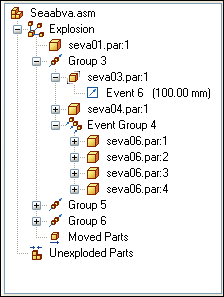 Seaabva.asm
Explosion
seva01.par:1
Group 3
seva03.par:1
Event 6 (100.00 mm)
seva04.par:1
Event Group 4
seva06.par:1
seva06.par:2
seva06.par:3
seva06.par:4
Group 5
Group 6
Moved Parts
Unexploded Parts